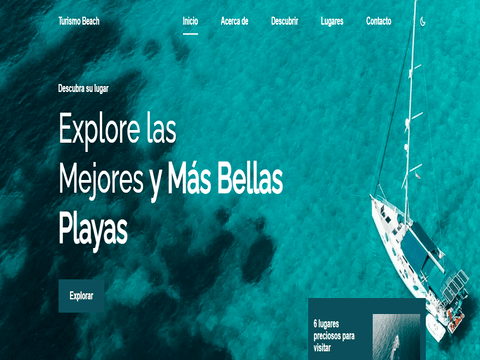 Turismo Beach
Inicio
Acerca de
Descubrir
Lugares
Contacto
Descubra su lugar
Explore las
Mejores y Más Bellas
Playas
Explorar
6 lugares
preciosos para
visitar